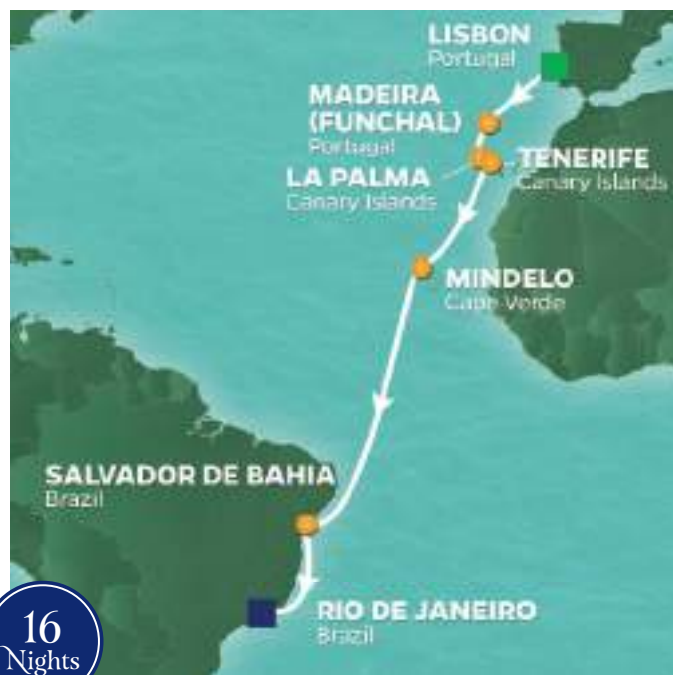 LISBON
Portugal
MADEIRA
(FUNCHAL)
Portugal
LA PALMA
Canary Islands
TENERIFE
Canary Islands
MINDELO
Cape Verde
SALVADOR DE BAHIA
Brazil
RIO DE JANEIRO
Brazil
16
Nights